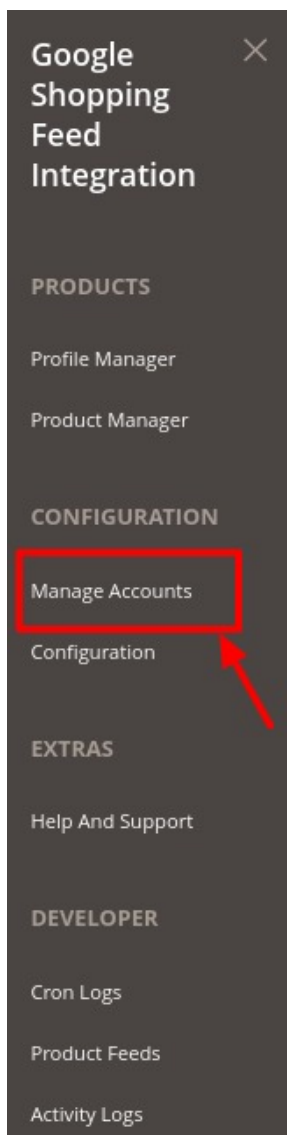 Google
Shopping
Feed
Integration
PRODUCTS
Profile Manager
Product Manager
CONFIGURATION
Manage Accounts
Configuration
EXTRAS
Help And Support
DEVELOPER
Cron Logs
Product Feeds
Activity Logs